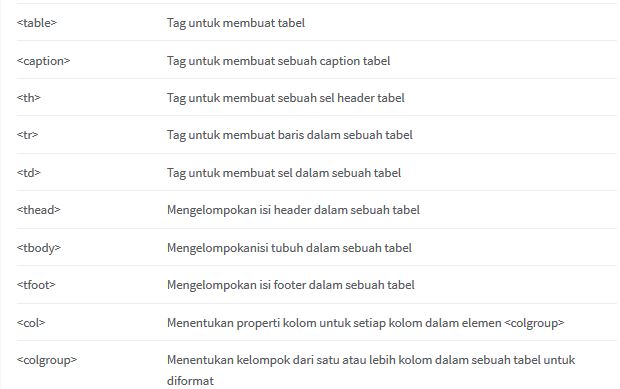 <table> Tag untuk membuat tabel
<caption> Tag untuk membuat sebuah caption tabel
<th> Tag untuk membuat sebuah sel header tabel
<tr> Tag untuk membuat baris dalam sebuah tabel
<td> Tag untuk membuat sel dalam sebuah tabel
<thead> Mengelompokan isi header dalam sebuah tabel
<tbody> Mengelompokanisi tubuh dalam sebuah tabel
<tfoot> Mengelompokan isi footer dalam sebuah tabel
<col> Menentukan properti kolom untuk setiap kolom dalam elemen <colgroup>
<colgroup> Menentukan kelompok dari satu atau lebih kolom dalam sebuah tabel untuk
diformat